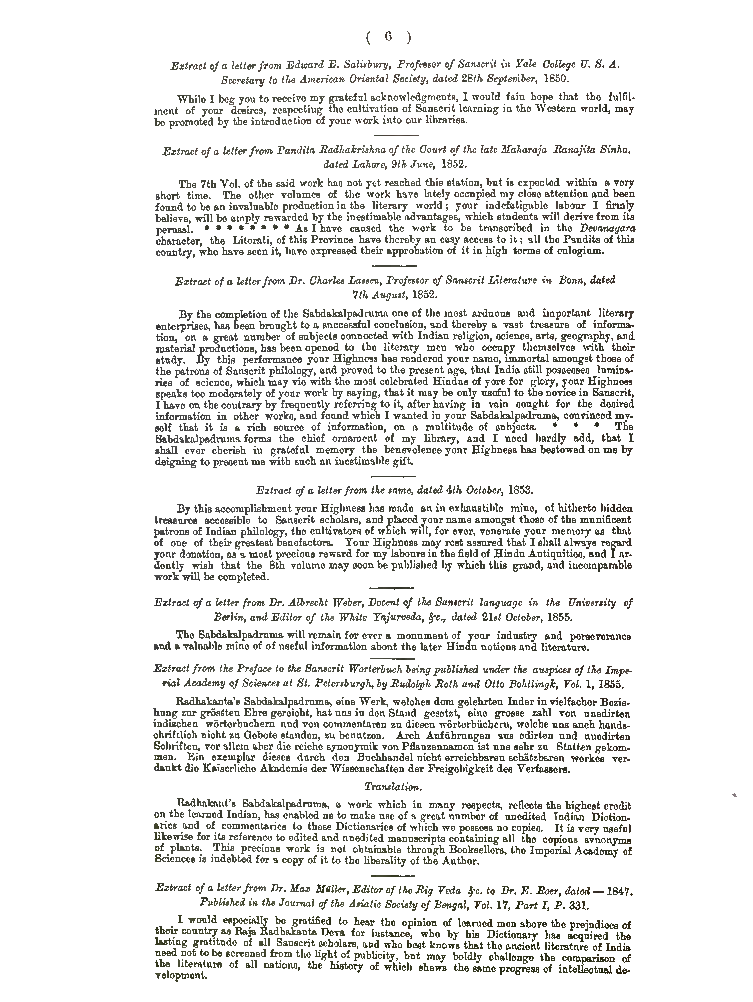 ( 6 )
Extract of a letter from Edward E. Salisbury, Professor of Sanscrit in Yale College U. S. A.
Secretary to the American Oriental Society, dated 28th September, 1850.
While I beg you to receive my grateful acknowledgments, I would fain hope that the fulfil-
ment of your desires, respecting the cultivation of Sanscrit learning in the Western world, may
be promoted by the introduction of your work into our libraries.
Extract of a letter from Pandita Radhakrishna of the Court of the late Maharaja Ranajita Sinha,
dated Lahore, 9th June, 1852.
The 7th Vol. of the said work has not yet reached this station, but is expected within a very
short time. The other volumes of the work have lately occupied my close attention and been
found to be an invaluable production in the literary world; your indefatigable labour I firmly
believe, will be amply rewarded by the inestimable advantages, which students will derive from its
perusal. * * * * * * * * As I have caused the work to be transcribed in the Devanagara
character, the Literati, of this Province have thereby an easy access to it; all the Pandits of this
country, who have seen it, have expressed their approbation of it in high terms of eulogium.
Extract of a letter from Dr. Charles Lassen, Professor of Sanscrit Literature in Bonn, dated
7th August, 1852.
By the completion of the Sabdakalpadruma one of the most arduous and important literary
enterprises, has been brought to a successful conclusion, and thereby a vast treasure of informa-
tion, on a great number of subjects connected with Indian religion, science, arts, geography, and
material productions, has been opened to the literary men who occupy themselves with their
study. By this performance your Highness has rendered your name, immortal amongst those of
the patrons of Sanscrit philology, and proved to the present age, that India still possesses lumina-
ries of science, which may vie with the most celebrated Hindus of yore for glory, your Highness
speaks too moderately of your work by saying, that it may be only useful to the novice in Sanscrit,
I have on the contrary by frequently referring to it, after having in vain sought for the desired
information in other works, and found which I wanted in your Sabdakalpadruma, convinced my-
self that it is a rich source of information, on a multitude of subjects. * * * The
Sabdakalpadruma forms the chief ornament of my library, and I need hardly add, that I
shall ever cherish in grateful memory the benevolence your Highness has bestowed on me by
deigning to present me with such an inestimable gift.
Extract of a letter from the same, dated 4th October, 1853.
By this accomplishment your Highness has made an in exhaustible mine, of hitherto hidden
treasures accessible to Sanscrit scholars, and placed your name amongst those of the munificent
patrons of Indian philology, the cultivators of which will, for ever, venerate your memory as that
of one of their greatest benefactors. Your Highness may rest assured that I shall always regard
your donation, as a most precious reward for my labours in the field of Hindu Antiquities, and I ar-
dently wish that the 8th volume may soon be published by which this grand, and incomparable
work will be completed.
Extract of a letter from Dr. Albrecht Weber, Docent of the Sanscrit language in the University of
Berlin, and Editor of the White Yajurveda, &c., dated 21st October, 1855.
The Sabdakalpadruma will remain for ever a monument of your industry and perseverance
and a valuable mine of of useful information about the later Hindu notions and literature.
Extract from the Preface to the Sanscrit Worterbuch being published under the auspices of the Impe-
rial Academy of Sciences at St. Petersburgh, by Rudolph Roth and Otto Bohtlingk, Vol. 1, 1855.
Radhakanta's Sabdakalpadruma, eine Werk, welches dem gelehrten Inder in vielfacher Bezie-
hung zur grössten Ehre gereicht, hat uns in den Stand gesetzt, eine grosse zahl von unedirten
indischen wörterbuchern und von commentaren zu diesen wörterbüchern, welche uns auch hands-
chriftlich nicht zu Gebote standen, zu benutzen. Arch Anführungen aus edirten und unedirten
Schriften, vor allem aber die reiche synonymik von Pflanzennamen ist uns sehr zu Statten gekom-
men. Ein exemplar dieses durch den Buchhandel nicht erreichbaren schätzbaren workes ver-
dankt die Kaiserliche Akademie der Wissenschaften der Freigebigkeit des Verfassers.
Translation.
Radhakant's Sabdakalpadruma, a work which in many respects, reflects the highest credit
on the learned Indian, has enabled us to make use of a great number of unedited Indian Diction-
aries and of commentaries to these Dictionaries of which we possess no copies. It is very useful
likewise for its reference to edited and unedited manuscripts containing all the copious synonyms
of plants. This precious work is not obtainable through Booksellers, the Imperial Academy of
Sciences is indebted for a copy of it to the liberality of the Author.
Extract of a letter from Dr. Max Müller, Editor of the Rig Veda &c. to Dr. E. Roer, dated — 1847.
Published in the Journal of the Asiatic Society of Bengal, Vol. 17, Part I, P. 331.
I would especially be gratified to hear the opinion of learned men above the prejudices of
their country as Raja Radhakanta Deva for instance, who by his Dictionary has acquired the
lasting gratitude of all Sanscrit scholars, and who best knows that the ancient literature of India
need not to be screened from the light of publicity, but may boldly challenge the comparison of
the literature of all nations, the history of which shews the same progress of intellectual de-
velopment.